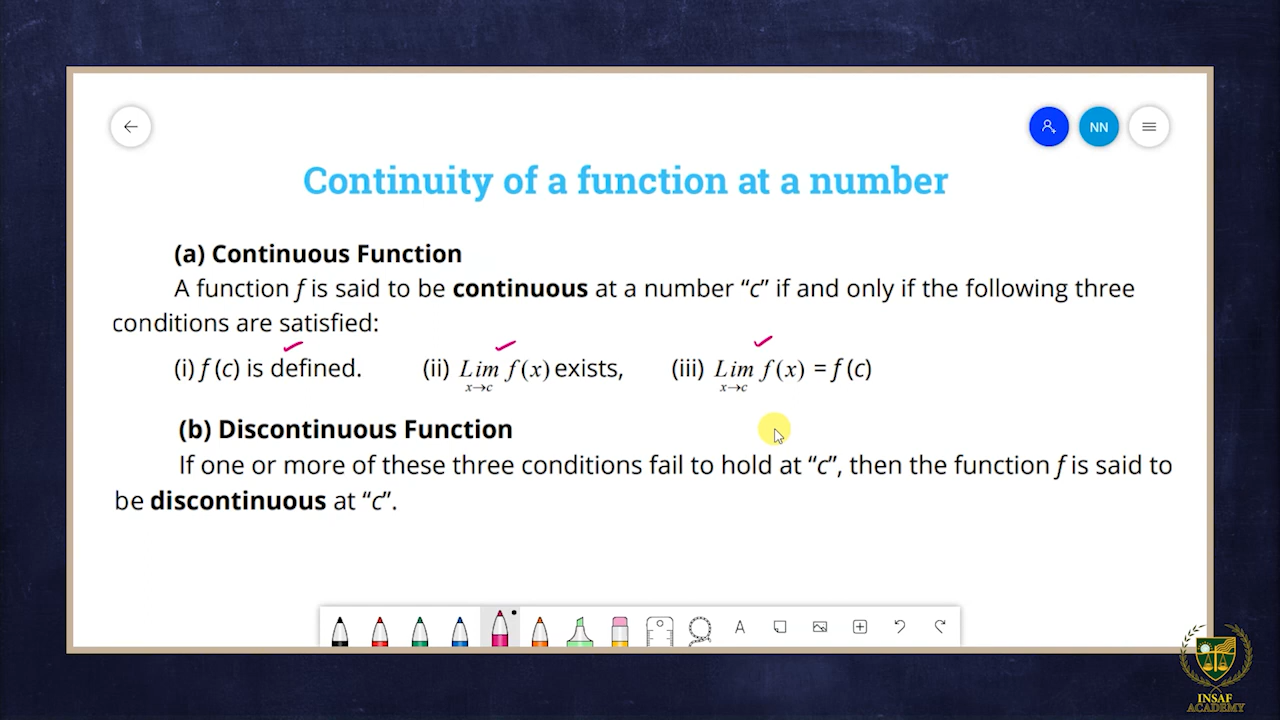 NN
Continuity of a function at a number
(a) Continuous Function
A function f is said to be continuous at a number “c” if and only if the following three
conditions are satisfied:
(i) f (c) is defined. (ii) Lim f(x) exists, (iii) Lim f(x) = f (c)
x→c x→c
(b) Discontinuous Function
If one or more of these three conditions fail to hold at “c”, then the function f is said to
be discontinuous at “c”.
A
INSAF
ACADEMY